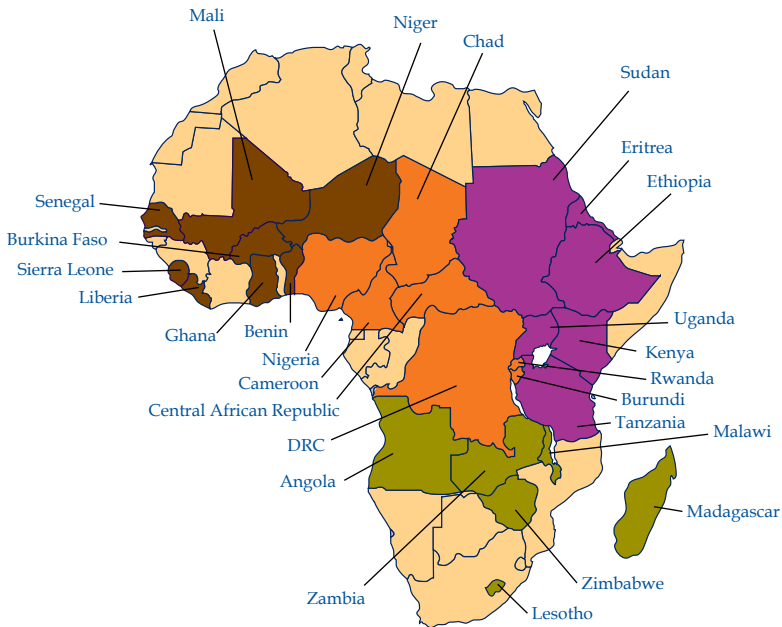 Mali
Niger
Chad
Sudan
Eritrea
Ethiopia
Senegal
Burkina Faso
Sierra Leone
Liberia
Ghana
Benin
Nigeria
Cameroon
Central African Republic
Uganda
Kenya
Rwanda
Burundi
Tanzania
Malawi
DRC
Angola
Madagascar
Zambia
Zimbabwe
Lesotho